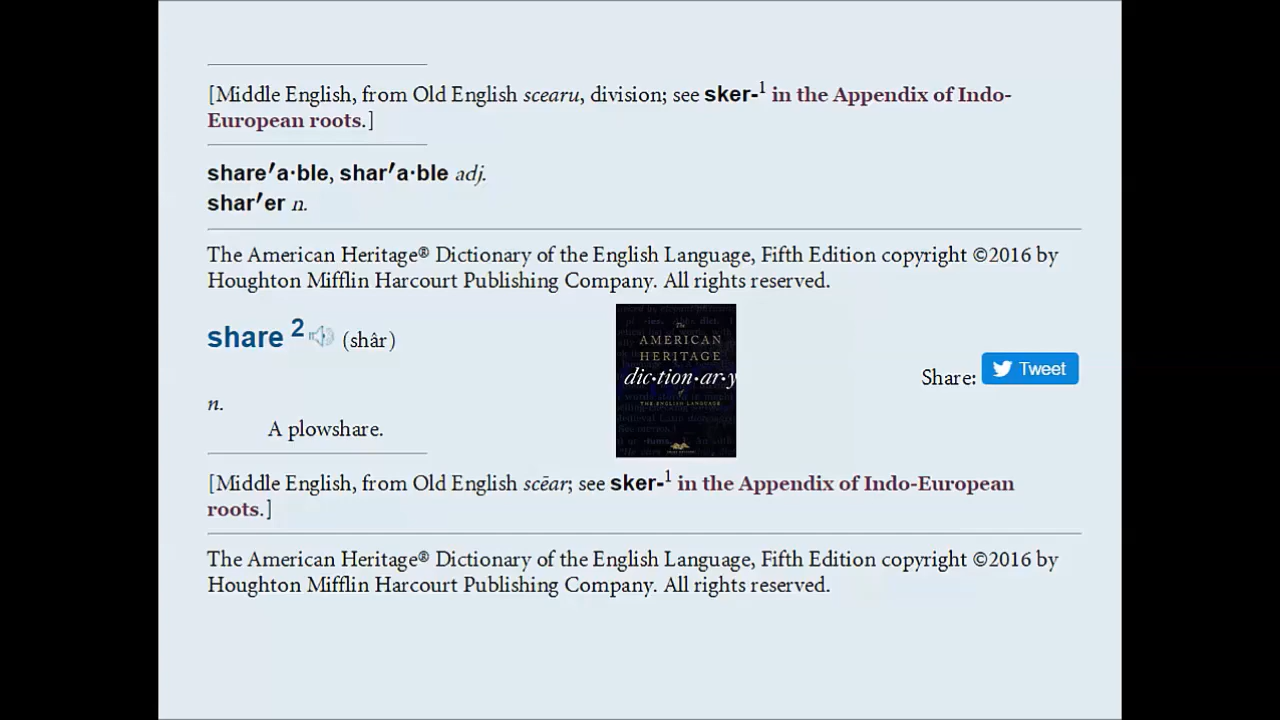 [Middle English, from Old English scearu, division; see sker-1 in the Appendix of Indo-
European roots.]
share′a·ble, shar′a·ble adj.
shar′er n.
The American Heritage® Dictionary of the English Language, Fifth Edition copyright ©2016 by
Houghton Mifflin Harcourt Publishing Company. All rights reserved.
share 2 (shâr)
The
AMERICAN
HERITAGE
dic·tion·ar·y
of
THE ENGLISH LANGUAGE
Share: Tweet
n.
A plowshare.
[Middle English, from Old English scēar; see sker-1 in the Appendix of Indo-European
roots.]
The American Heritage® Dictionary of the English Language, Fifth Edition copyright ©2016 by
Houghton Mifflin Harcourt Publishing Company. All rights reserved.